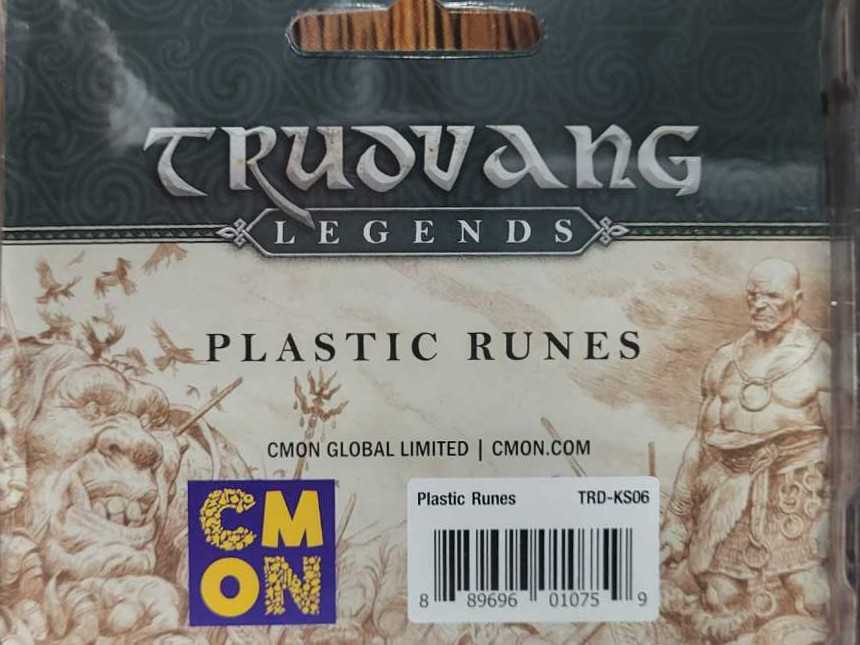 TRUDVANG
LEGENDS
PLASTIC RUNES
CMON GLOBAL LIMITED | CMON.COM
CM
ON
Plastic Runes TRD-KS06
8 89696 01075 9